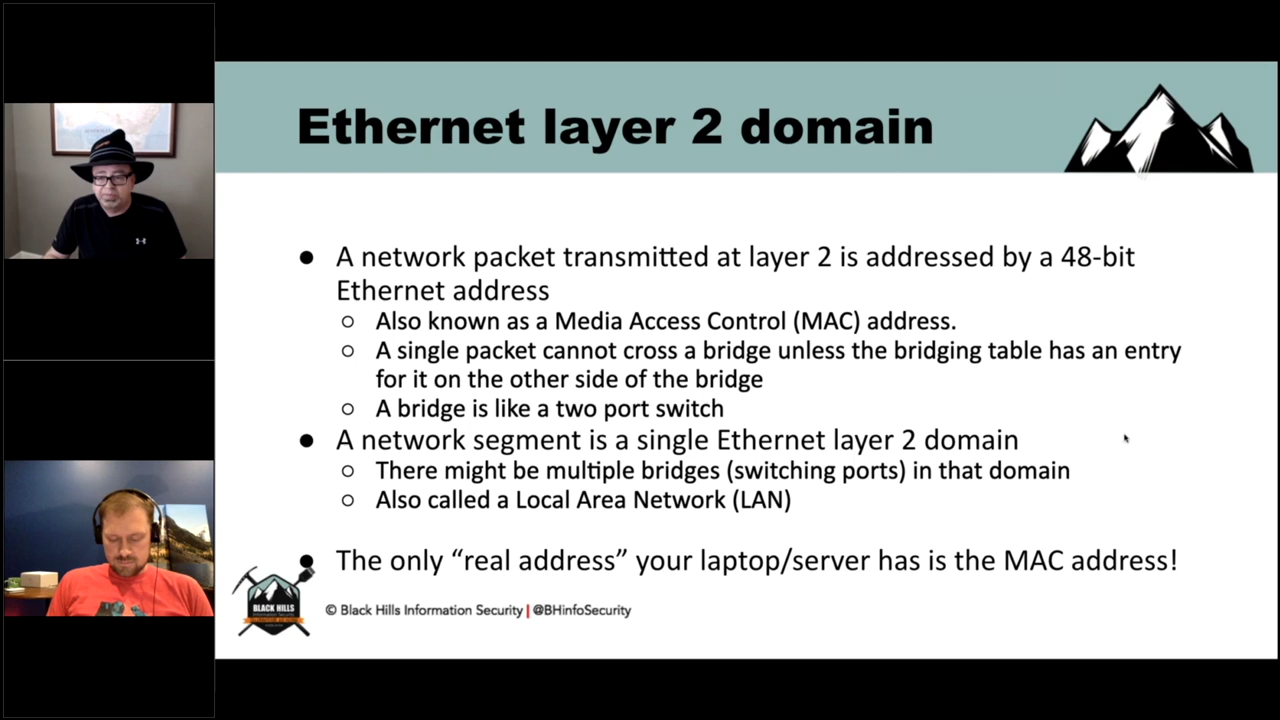 Ethernet layer 2 domain
● A network packet transmitted at layer 2 is addressed by a 48-bit
Ethernet address
○ Also known as a Media Access Control (MAC) address.
○ A single packet cannot cross a bridge unless the bridging table has an entry
for it on the other side of the bridge
○ A bridge is like a two port switch
● A network segment is a single Ethernet layer 2 domain
○ There might be multiple bridges (switching ports) in that domain
○ Also called a Local Area Network (LAN)
● The only “real address” your laptop/server has is the MAC address!
BLACK HILLS
Information Security
© Black Hills Information Security | @BHinfoSecurity